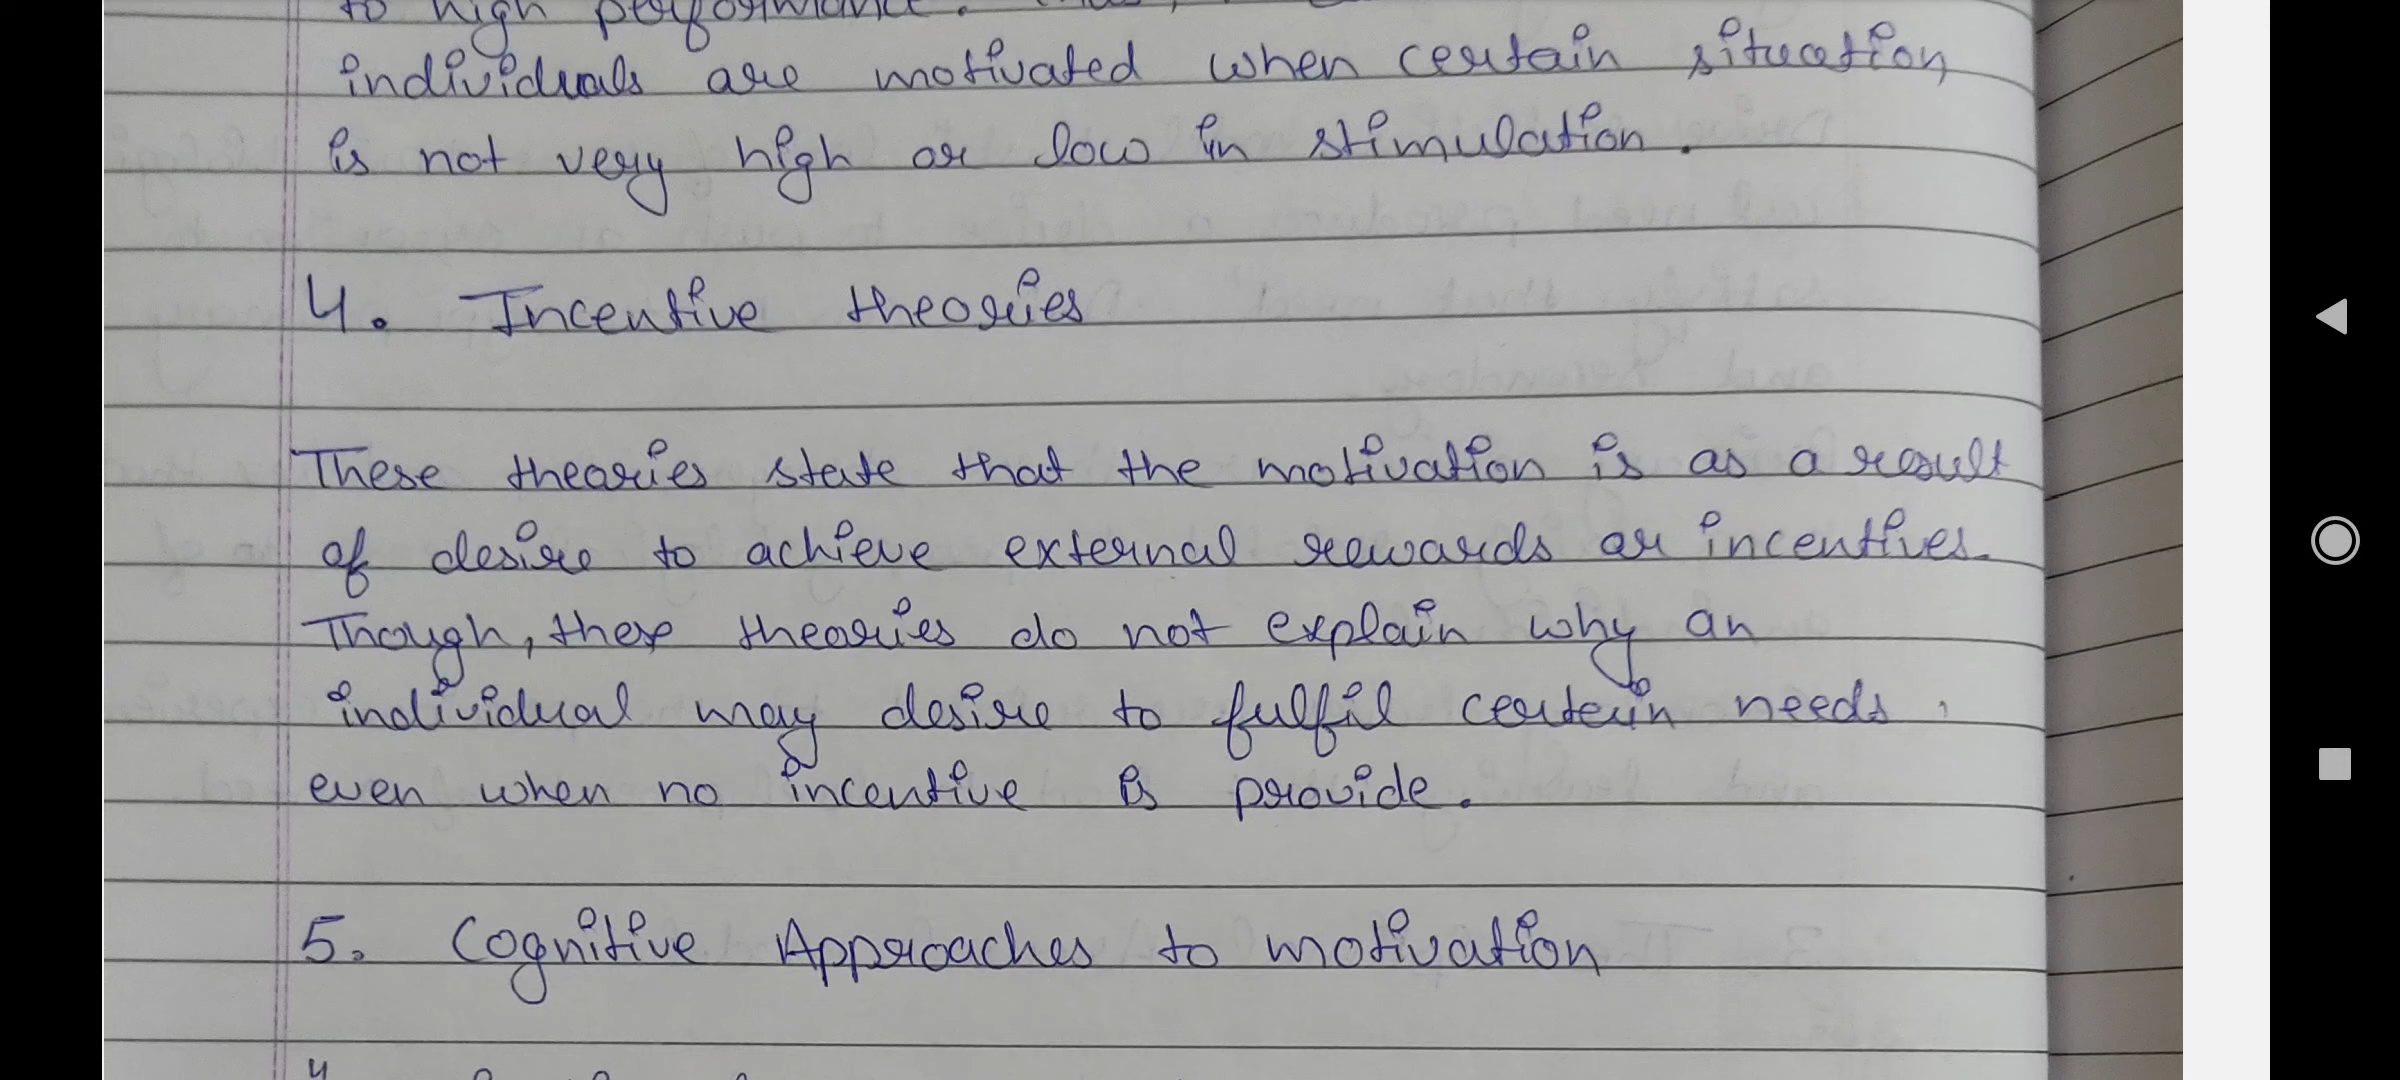 to high performance.
individuals are motivated when certain situation
is not very high or low in stimulation.
4. Incentive theories
These theories state that the motivation is as a result
of desire to achieve external rewards or incentives.
Though, these theories do not explain why an
individual may desire to fulfil certain needs
even when no incentive is provide.
5. Cognitive Approaches to motivation